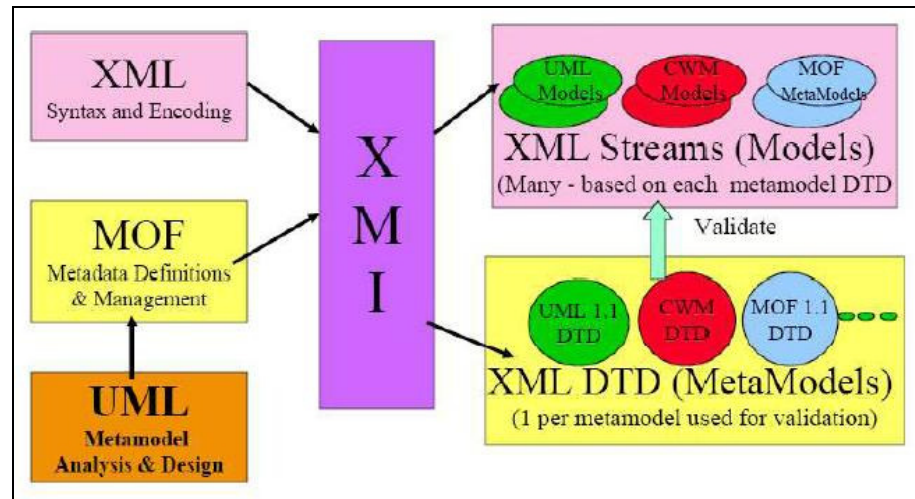 XML
Syntax and Encoding
MOF
Metadata Definitions
& Management
UML
Metamodel
Analysis & Design
X
M
I
UML
Models
CWM
Models
MOF
MetaModels
XML Streams (Models)
(Many - based on each metamodel DTD
Validate
UML 1.1
DTD
CWM
DTD
MOF 1.1
DTD
XML DTD (MetaModels)
(1 per metamodel used for validation)